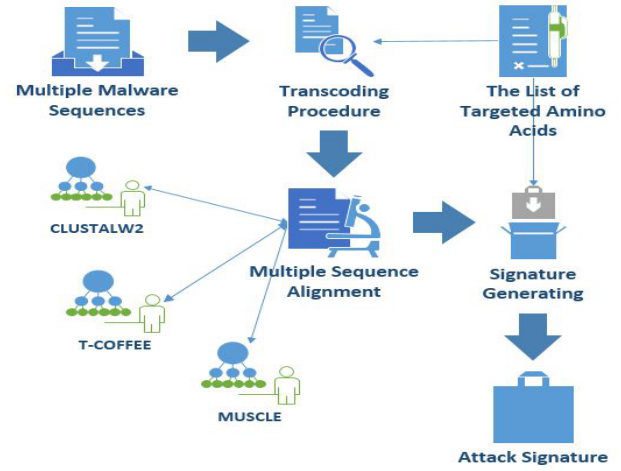 Multiple Malware
Sequences
Transcoding
Procedure
The List of
Targeted Amino
Acids
CLUSTALW2
Multiple Sequence
Alignment
Signature
Generating
T-COFFEE
MUSCLE
Attack Signature